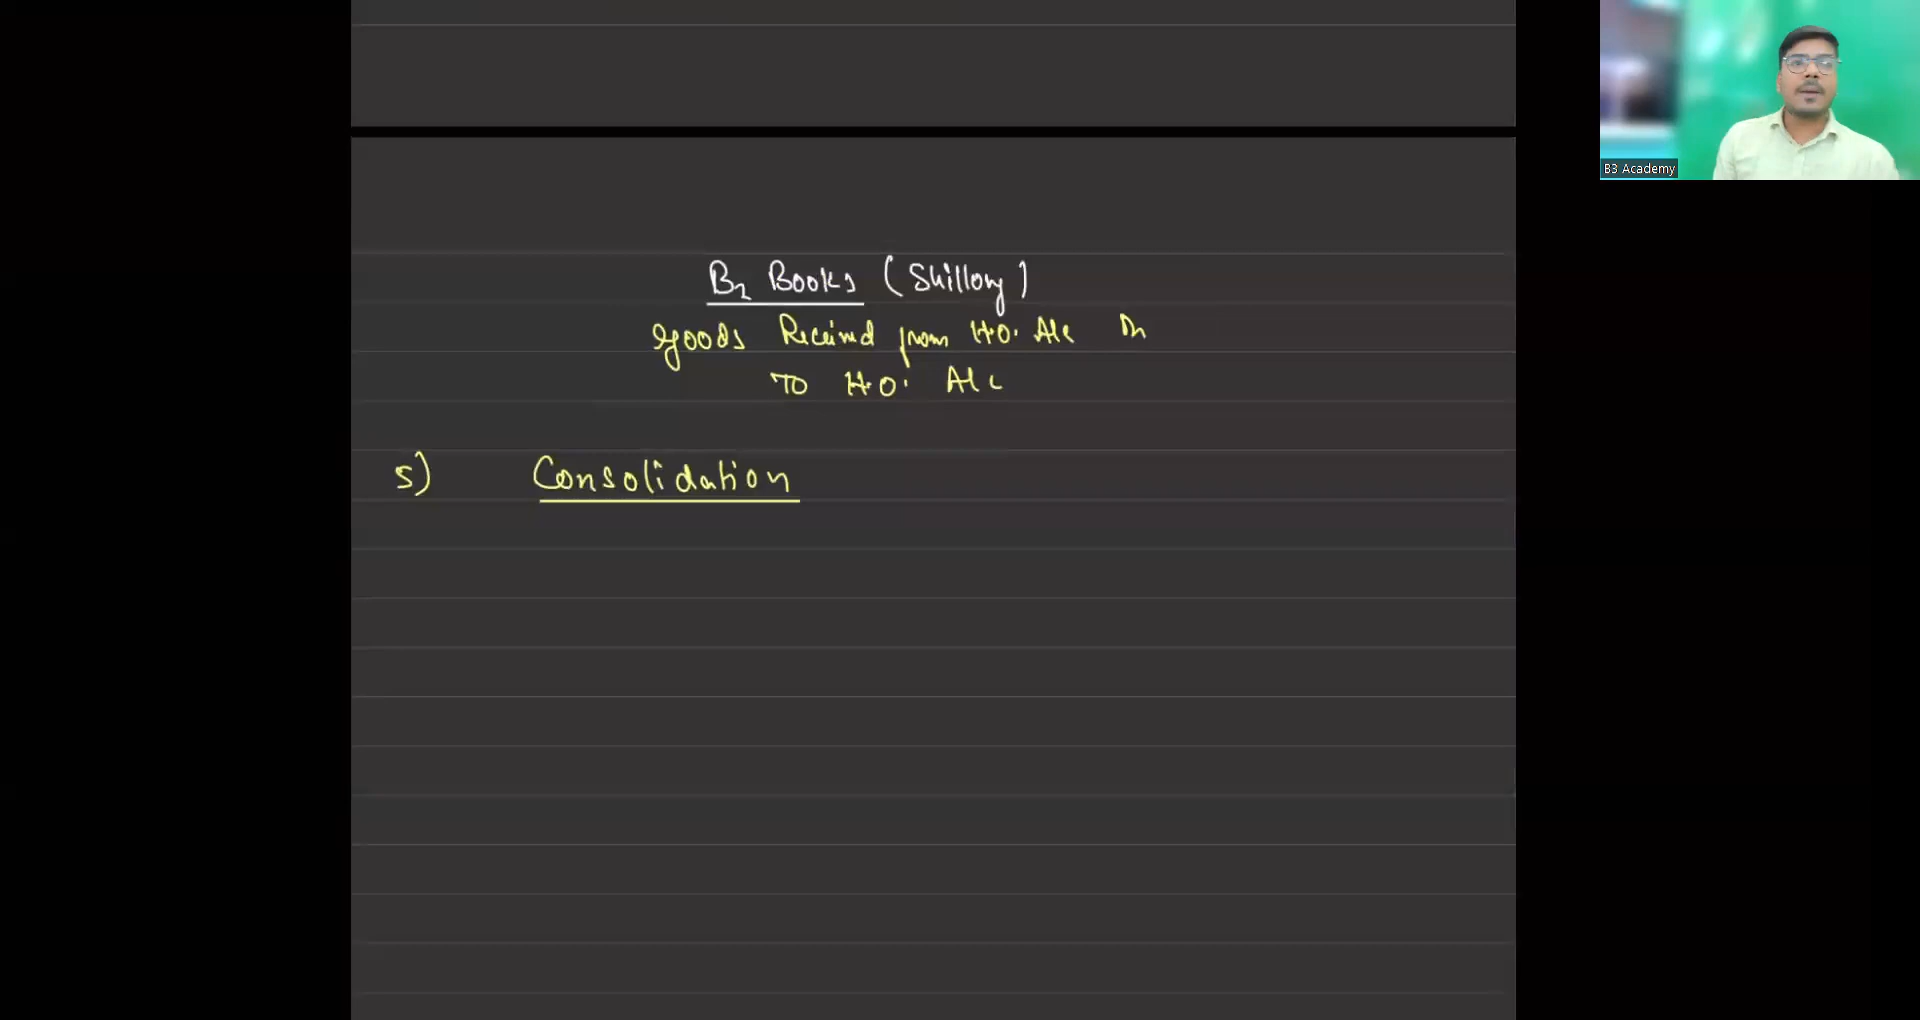 B2 Books (Shillong)
Goods Received from H.O. A/c Dr
To H.O. A/c
5) Consolidation
B3 Academy